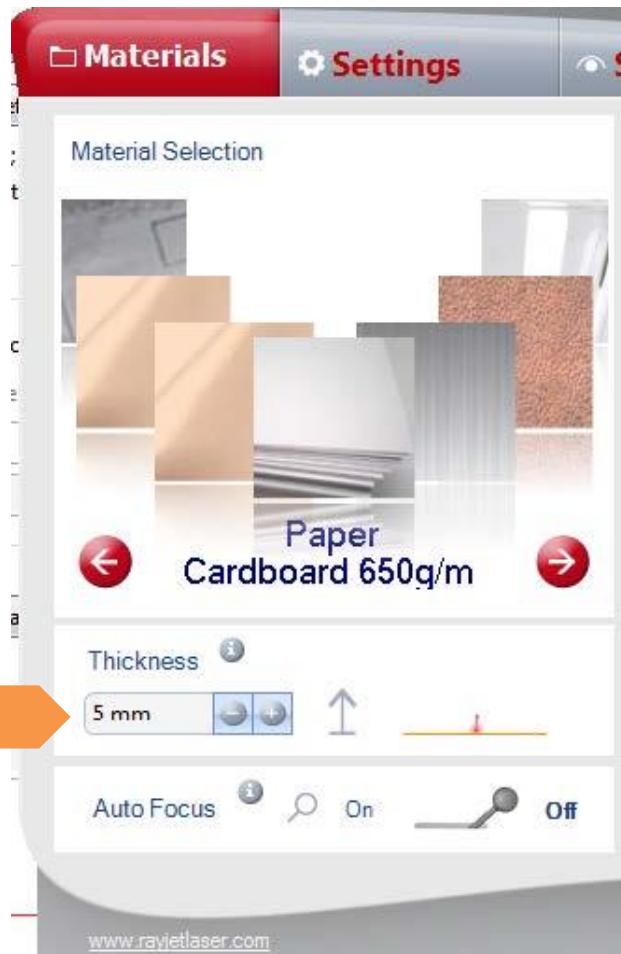 Materials
Settings
Material Selection
Paper
Cardboard 650g/m
Thickness
5 mm
Auto Focus
On
Off
www.rayjetlaser.com